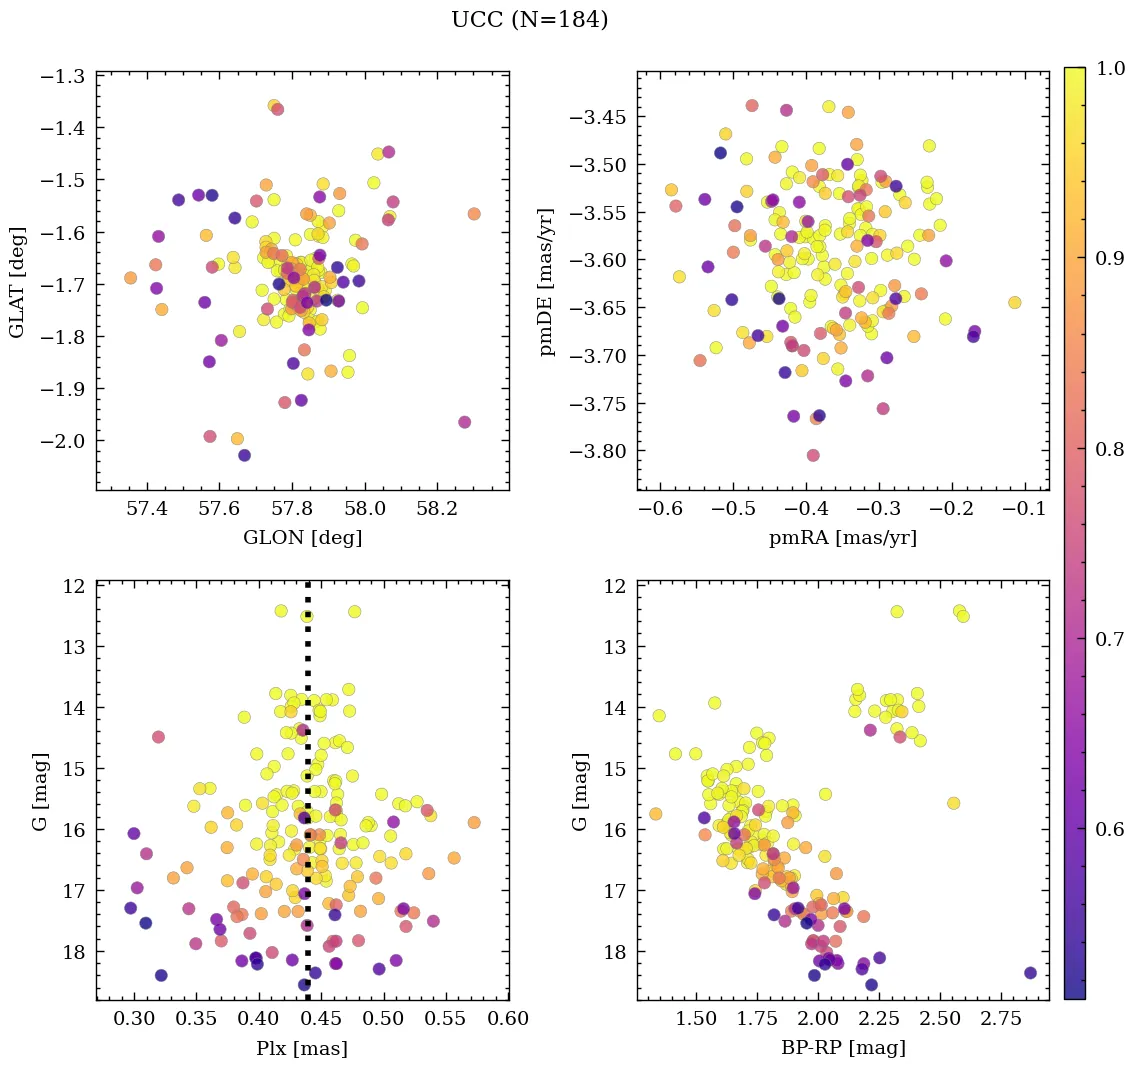 UCC (N=184)
−1.3
−1.4
−1.5
−1.6
−1.7
−1.8
−1.9
−2.0
GLAT [deg]
57.4 57.6 57.8 58.0 58.2
GLON [deg]
−3.45
−3.50
−3.55
−3.60
−3.65
−3.70
−3.75
−3.80
pmDE [mas/yr]
−0.6 −0.5 −0.4 −0.3 −0.2 −0.1
pmRA [mas/yr]
1.0
0.9
0.8
0.7
0.6
12
13
14
15
16
17
18
G [mag]
0.30 0.35 0.40 0.45 0.50 0.55 0.60
Plx [mas]
12
13
14
15
16
17
18
G [mag]
1.50 1.75 2.00 2.25 2.50 2.75
BP-RP [mag]